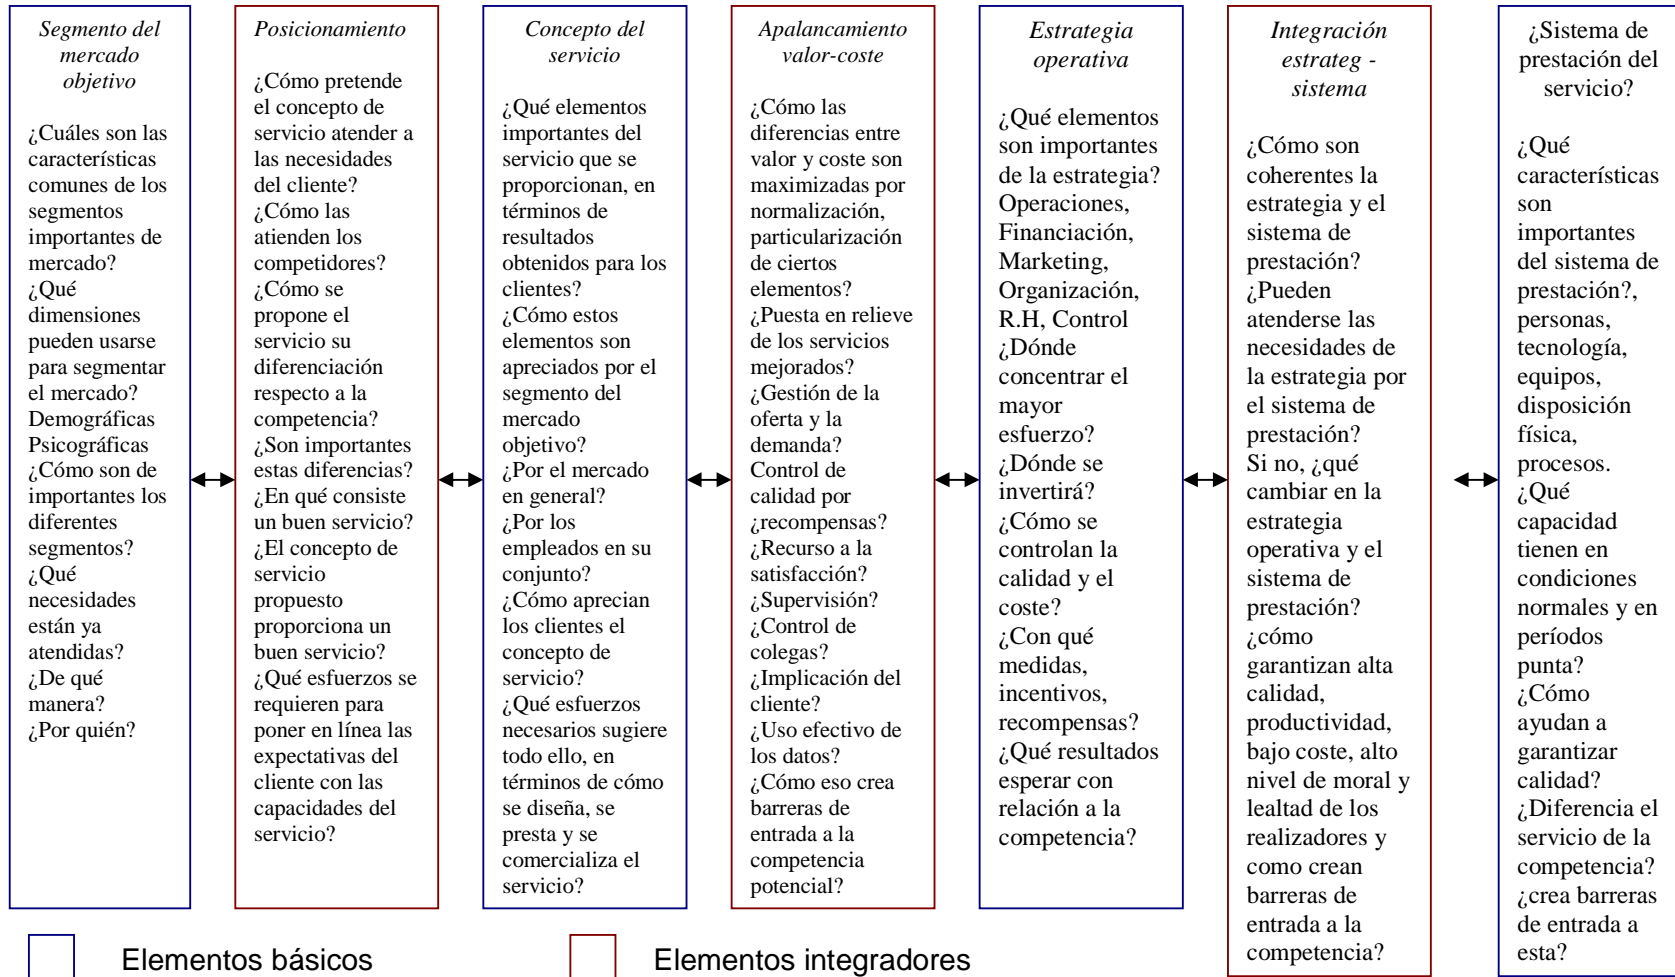 Segmento del
mercado
objetivo
¿Cuáles son las
características
comunes de los
segmentos
importantes de
mercado?
¿Qué
dimensiones
pueden usarse
para segmentar
el mercado?
Demográficas
Psicográficas
¿Cómo son de
importantes los
diferentes
segmentos?
¿Qué
necesidades
están ya
atendidas?
¿De qué
manera?
¿Por quién?
Posicionamiento
¿Cómo pretende
el concepto de
servicio atender a
las necesidades
del cliente?
¿Cómo las
atienden los
competidores?
¿Cómo se
propone el
servicio su
diferenciación
respecto a la
competencia?
¿Son importantes
estas diferencias?
¿En qué consiste
un buen servicio?
¿El concepto de
servicio
propuesto
proporciona un
buen servicio?
¿Qué esfuerzos se
requieren para
poner en línea las
expectativas del
cliente con las
capacidades del
servicio?
Concepto del
servicio
¿Qué elementos
importantes del
servicio que se
proporcionan, en
términos de
resultados
obtenidos para los
clientes?
¿Cómo estos
elementos son
apreciados por el
segmento del
mercado
objetivo?
¿Por el mercado
en general?
¿Por los
empleados en su
conjunto?
¿Cómo aprecian
los clientes el
concepto de
servicio?
¿Qué esfuerzos
necesarios sugiere
todo ello, en
términos de cómo
se diseña, se
presta y se
comercializa el
servicio?
Apalancamiento
valor-coste
¿Cómo las
diferencias entre
valor y coste son
maximizadas por
normalización,
particularización
de ciertos
elementos?
¿Puesta en relieve
de los servicios
mejorados?
¿Gestión de la
oferta y la
demanda?
Control de
calidad por
¿recompensas?
¿Recurso a la
satisfacción?
¿Supervisión?
¿Control de
colegas?
¿Implicación del
cliente?
¿Uso efectivo de
los datos?
¿Cómo eso crea
barreras de
entrada a la
competencia
potencial?
Estrategia
operativa
¿Qué elementos
son importantes
de la estrategia?
Operaciones,
Financiación,
Marketing,
Organización,
R.H, Control
¿Dónde
concentrar el
mayor
esfuerzo?
¿Dónde se
invertirá?
¿Cómo se
controlan la
calidad y el
coste?
¿Con qué
medidas,
incentivos,
recompensas?
¿Qué resultados
esperar con
relación a la
competencia?
Integración
estrateg -
sistema
¿Cómo son
coherentes la
estrategia y el
sistema de
prestación?
¿Pueden
atenderse las
necesidades de
la estrategia por
el sistema de
prestación?
Si no, ¿qué
cambiar en la
estrategia
operativa y el
sistema de
prestación?
¿cómo
garantizan alta
calidad,
productividad,
bajo coste, alto
nivel de moral y
lealtad de los
realizadores y
como crean
barreras de
entrada a la
competencia?
¿Sistema de
prestación del
servicio?
¿Qué
características
son
importantes
del sistema de
prestación?,
personas,
tecnología,
equipos,
disposición
física,
procesos.
¿Qué
capacidad
tienen en
condiciones
normales y en
períodos
punta?
¿Cómo
ayudan a
garantizar
calidad?
¿Diferencia el
servicio de la
competencia?
¿crea barreras
de entrada a
esta?
Elementos básicos
Elementos integradores